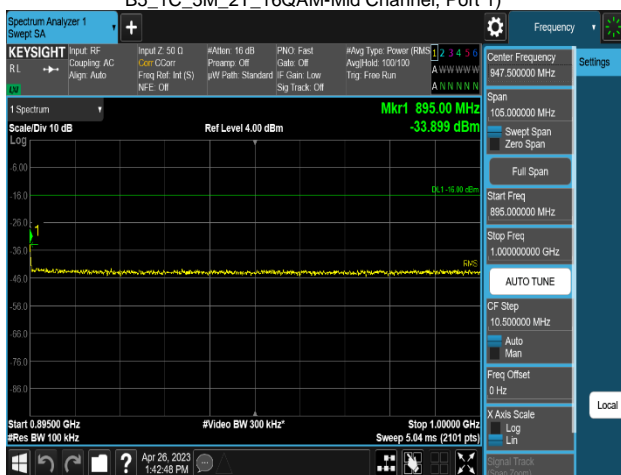 B5_1C_3M_2T_16QAM-Mid Channel, Port 1)
Spectrum Analyzer 1
Swept SA
+
Frequency
KEYSIGHT
RL
Input: RF
Coupling: AC
Align: Auto
Input Z: 50 Ω
Corr CCorr
Freq Ref: Int (S)
NFE: Off
#Atten: 16 dB
Preamp: Off
µW Path: Standard
PNO: Fast
Gate: Off
IF Gain: Low
Sig Track: Off
#Avg Type: Power (RMS
Avg|Hold: 100/100
Trig: Free Run
1 2 3 4 5 6
A W W W W W
A N N N N N
Center Frequency
947.500000 MHz
Settings
Span
105.000000 MHz
Swept Span
Zero Span
Full Span
Start Freq
895.000000 MHz
Stop Freq
1.000000000 GHz
AUTO TUNE
CF Step
10.500000 MHz
Auto
Man
Freq Offset
0 Hz
X Axis Scale
Log
Lin
Signal Track
(Span Zoom)
Local
1 Spectrum
Scale/Div 10 dB
Log
Ref Level 4.00 dBm
Mkr1 895.00 MHz
-33.899 dBm
-6.00
-16.0
DL1 -16.00 dBm
-26.0
1
-36.0
RMS
-46.0
-56.0
-66.0
-76.0
-86.0
Start 0.89500 GHz
#Res BW 100 kHz
#Video BW 300 kHz*
Stop 1.00000 GHz
Sweep 5.04 ms (2101 pts)
?
Apr 26, 2023
1:42:48 PM